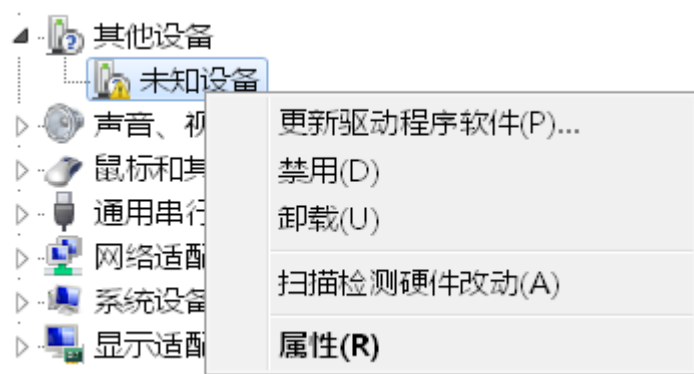 其他设备
未知设备
声音、视
更新驱动程序软件(P)...
鼠标和其
禁用(D)
通用串行
卸载(U)
网络适配
系统设备
扫描检测硬件改动(A)
显示适配
属性(R)